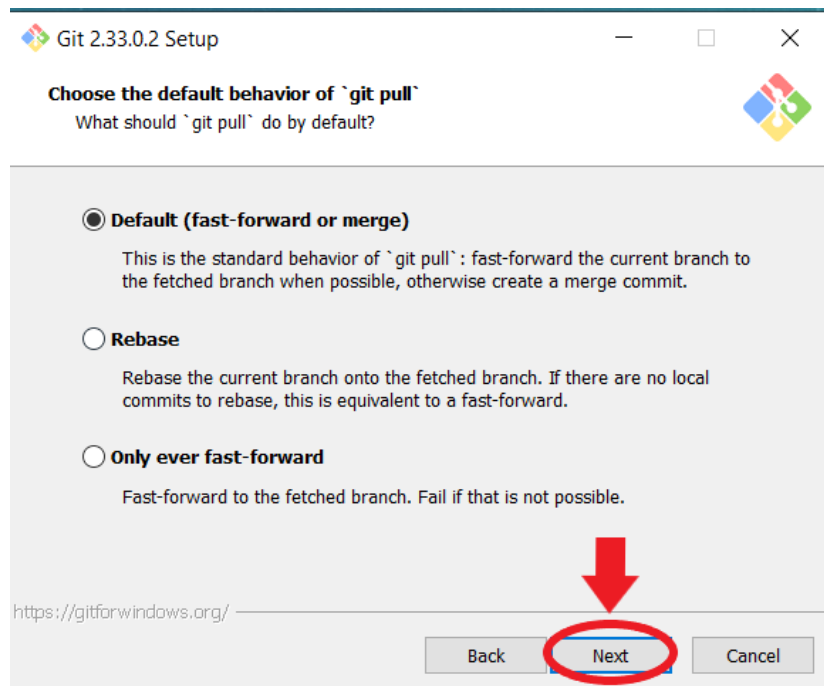 Git 2.33.0.2 Setup
Choose the default behavior of `git pull`
What should `git pull` do by default?
Default (fast-forward or merge)
This is the standard behavior of `git pull`: fast-forward the current branch to
the fetched branch when possible, otherwise create a merge commit.
Rebase
Rebase the current branch onto the fetched branch. If there are no local
commits to rebase, this is equivalent to a fast-forward.
Only ever fast-forward
Fast-forward to the fetched branch. Fail if that is not possible.
https://gitforwindows.org/
Back Next Cancel